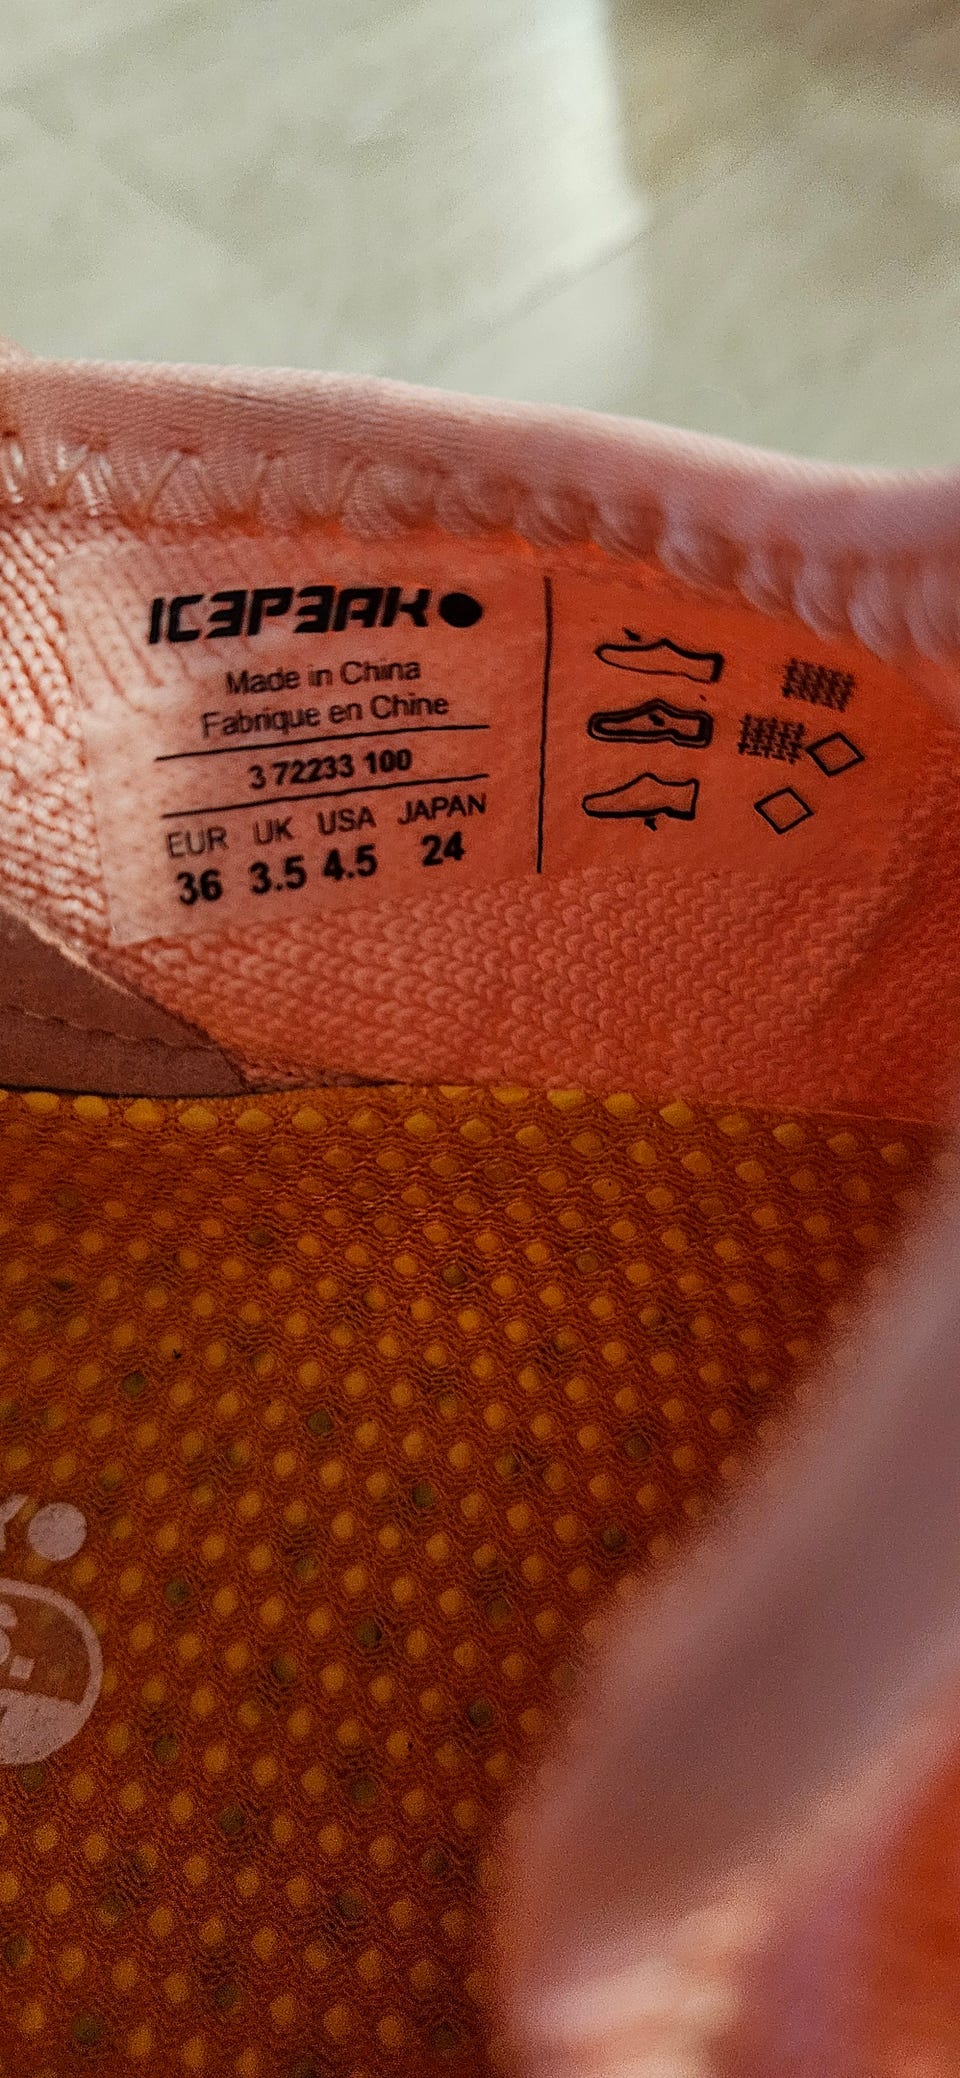 ICEPEAK
Made in China
Fabrique en Chine
3 72233 100
EUR UK USA JAPAN
36 3.5 4.5 24